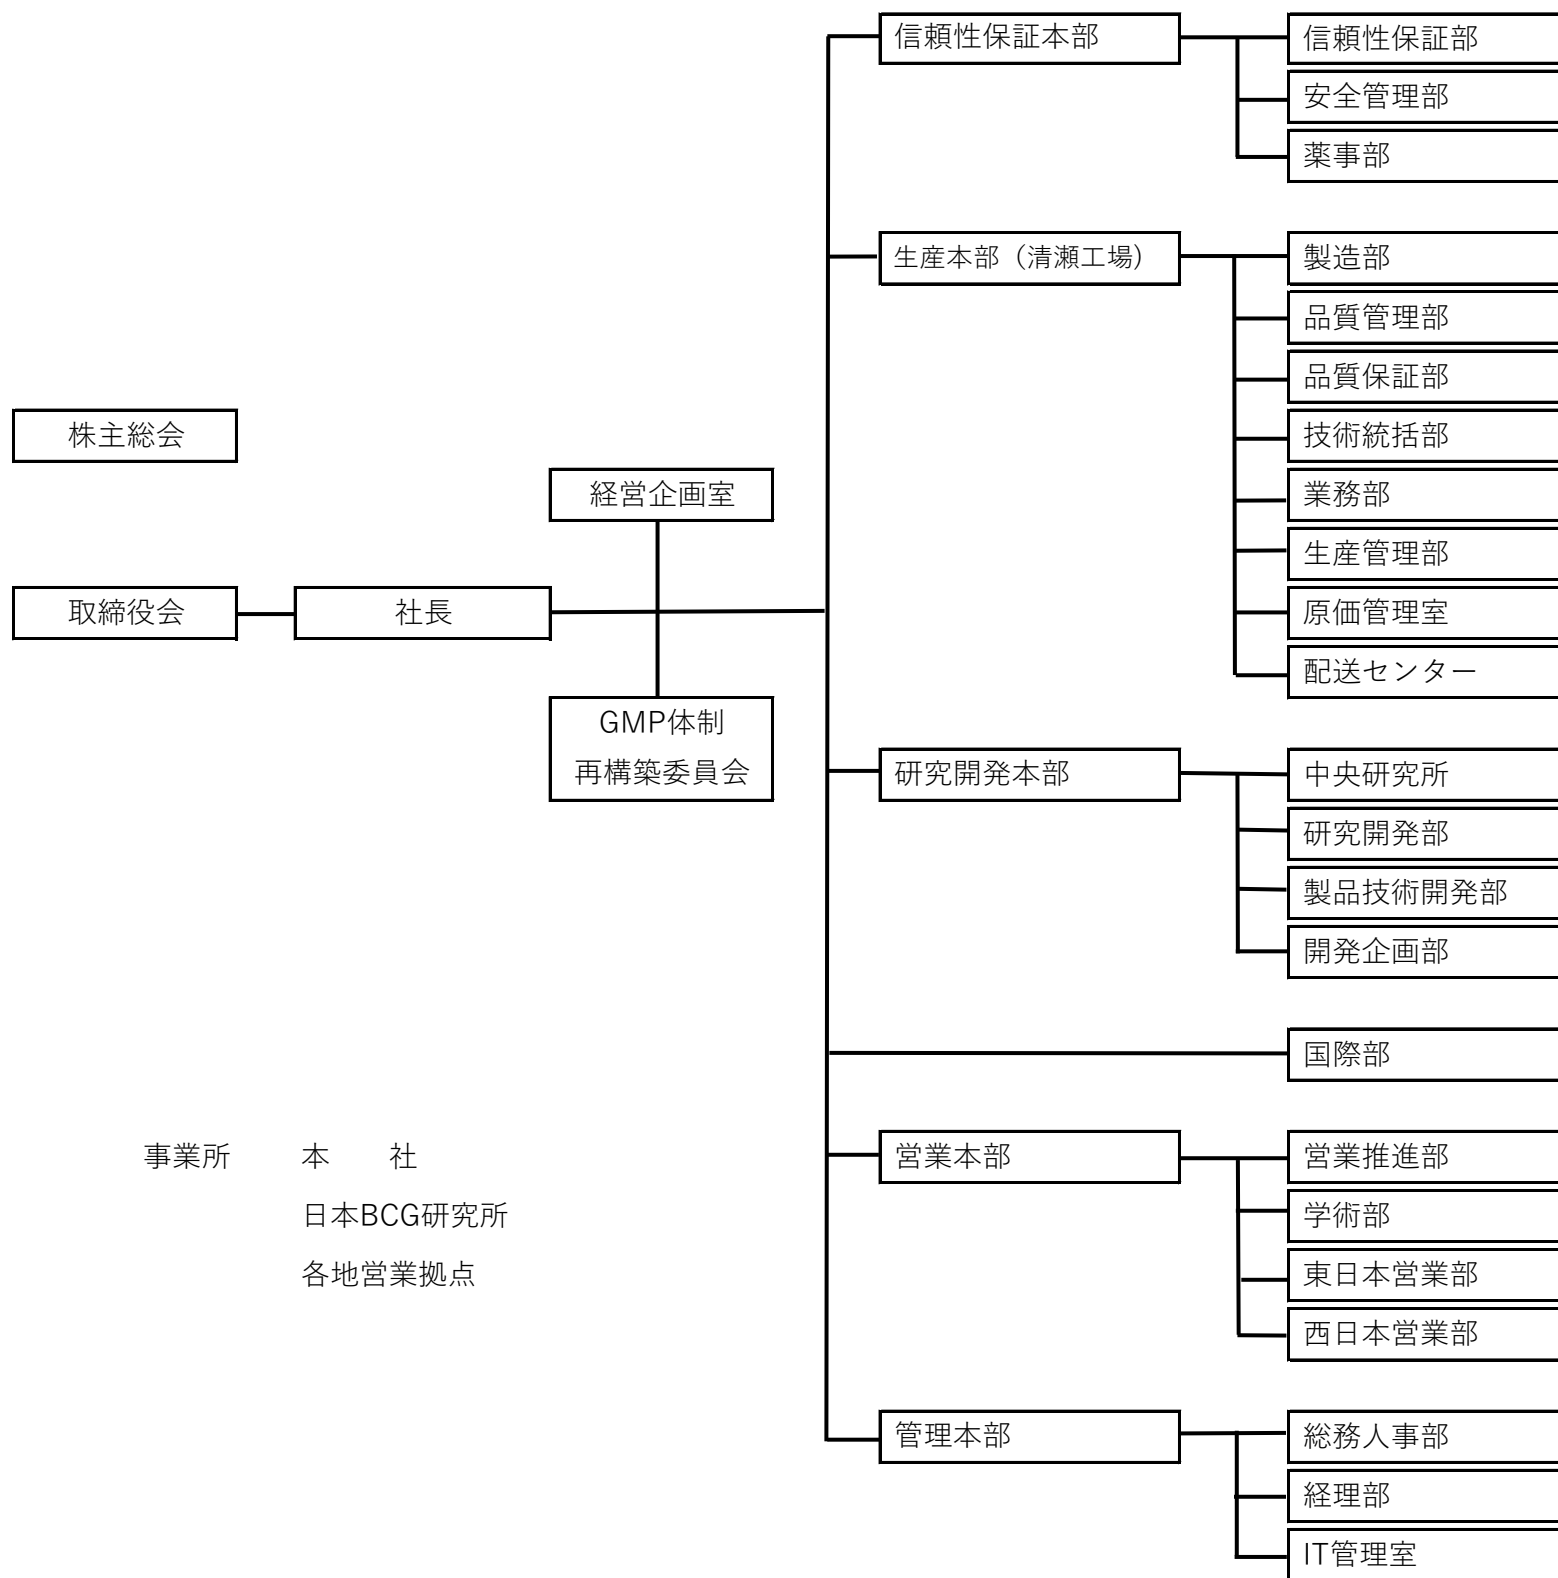 株主総会
取締役会
社長
経営企画室
GMP体制
再構築委員会
信頼性保証本部
信頼性保証部
安全管理部
薬事部
生産本部（清瀬工場）
製造部
品質管理部
品質保証部
技術統括部
業務部
生産管理部
原価管理室
配送センター
研究開発本部
中央研究所
研究開発部
製品技術開発部
開発企画部
国際部
営業本部
営業推進部
学術部
東日本営業部
西日本営業部
管理本部
総務人事部
経理部
IT管理室
事業所　　本　　社
日本BCG研究所
各地営業拠点